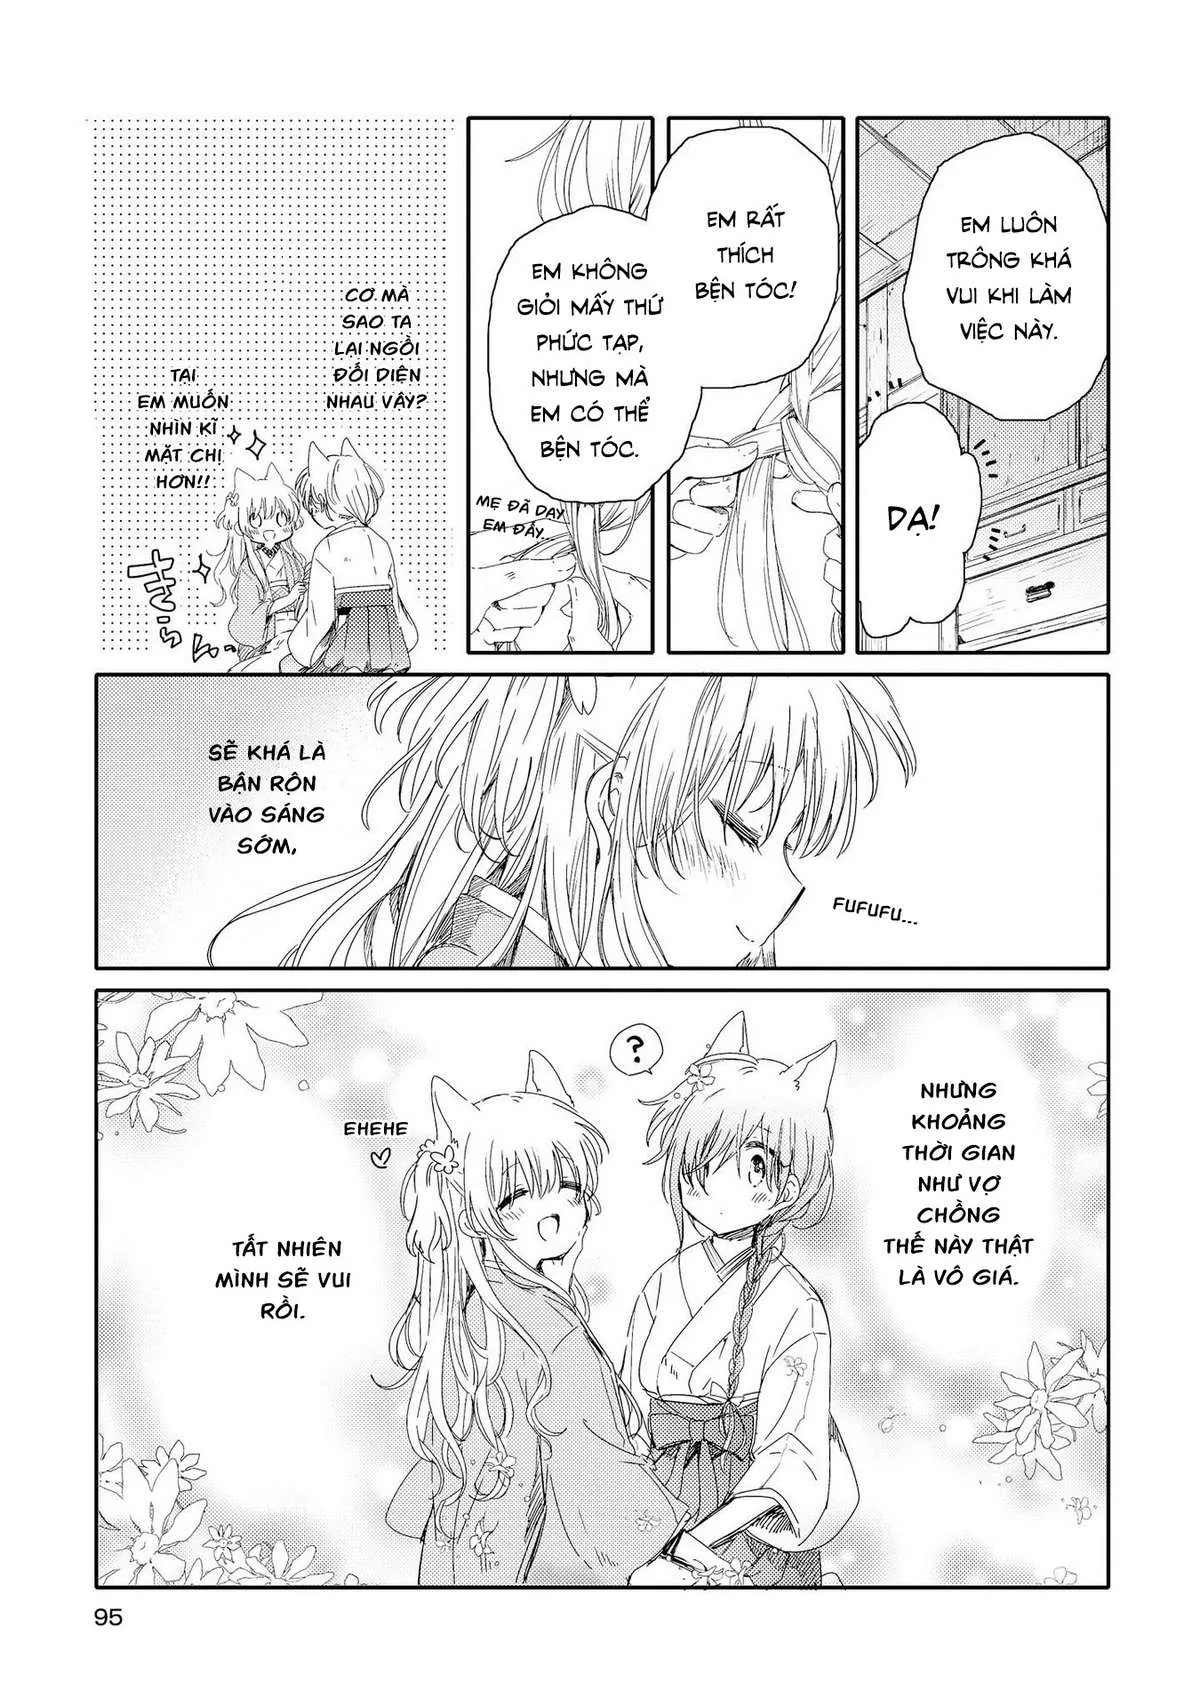 EM LUÔN
TRÔNG KHÁ
VUI KHI LÀM
VIỆC NÀY.
DẠ!
EM RẤT
THÍCH
BỆN TÓC!
EM KHÔNG
GIỎI MẤY THỨ
PHỨC TẠP,
NHƯNG MÀ
EM CÓ THỂ
BỆN TÓC.
MẸ ĐÃ DẠY
EM ĐẤY...
CƠ MÀ
SAO TA
LẠI NGỒI
ĐỐI DIỆN
NHAU VẬY?
TẠI
EM MUỐN
NHÌN KĨ
MẶT CHỊ
HƠN!!
きらりん
SẼ KHÁ LÀ
BẬN RỘN
VÀO SÁNG
SỚM,
FUFUFU...
NHƯNG
KHOẢNG
THỜI GIAN
NHƯ VỢ
CHỒNG
THẾ NÀY THẬT
LÀ VÔ GIÁ.
?
EHEHE
TẤT NHIÊN
MÌNH SẼ VUI
RỒI.
95